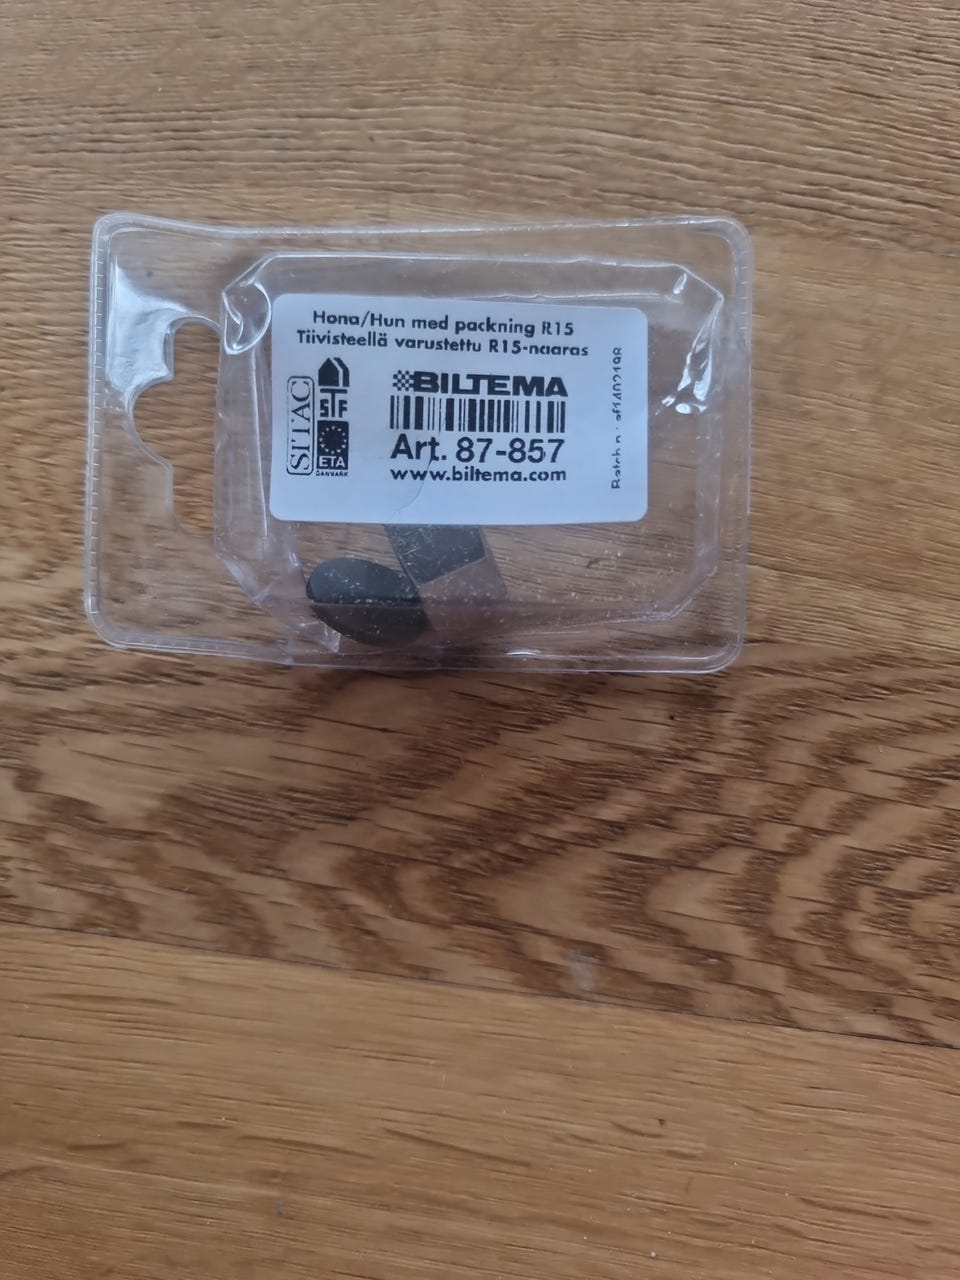 Hona/Hun med packning R15
Tiivisteellä varustettu R15-naaras
SITAC
STF
ETA
DANMARK
BILTEMA
Art. 87-857
www.biltema.com